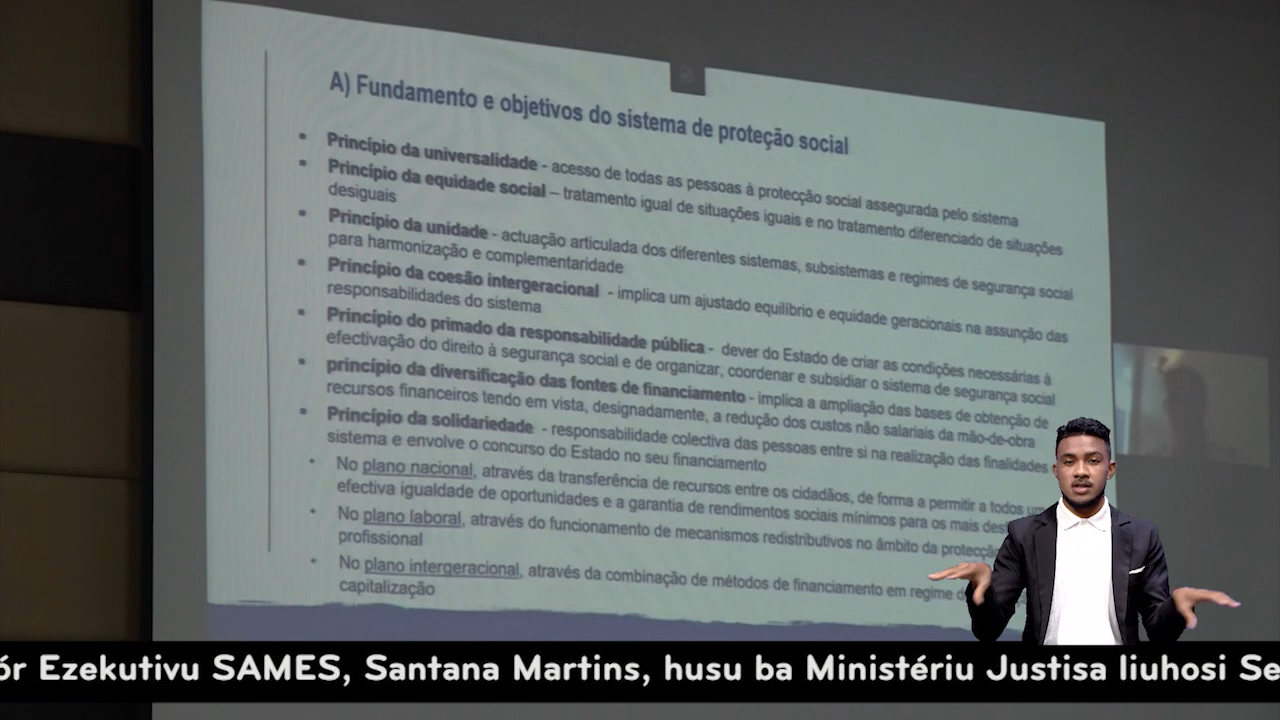 A) Fundamento e objetivos do sistema de proteção social
• Princípio da universalidade - acesso de todas as pessoas à protecção social assegurada pelo sistema
• Princípio da equidade social – tratamento igual de situações iguais e no tratamento diferenciado de situações
desiguais
• Princípio da unidade - actuação articulada dos diferentes sistemas, subsistemas e regimes de segurança social
para harmonização e complementaridade
• Princípio da coesão intergeracional - implica um ajustado equilíbrio e equidade geracionais na assunção das
responsabilidades do sistema
• Princípio do primado da responsabilidade pública - dever do Estado de criar as condições necessárias à
efectivação do direito à segurança social e de organizar, coordenar e subsidiar o sistema de segurança social
• princípio da diversificação das fontes de financiamento - implica a ampliação das bases de obtenção de
recursos financeiros tendo em vista, designadamente, a redução dos custos não salariais da mão-de-obra
• Princípio da solidariedade - responsabilidade colectiva das pessoas entre si na realização das finalidades
sistema e envolve o concurso do Estado no seu financiamento
• No plano nacional, através da transferência de recursos entre os cidadãos, de forma a permitir a todos
efectiva igualdade de oportunidades e a garantia de rendimentos sociais mínimos para os mais
• No plano laboral, através do funcionamento de mecanismos redistributivos no âmbito da
profissional
• No plano intergeracional, através da combinação de métodos de financiamento em regime
capitalização
ór Ezekutivu SAMES, Santana Martins, husu ba Ministériu Justisa liuhosi Se